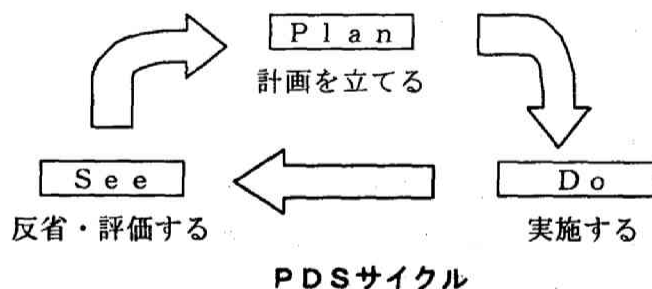 Plan
計画を立てる
See
Do
反省・評価する
実施する
PDSサイクル